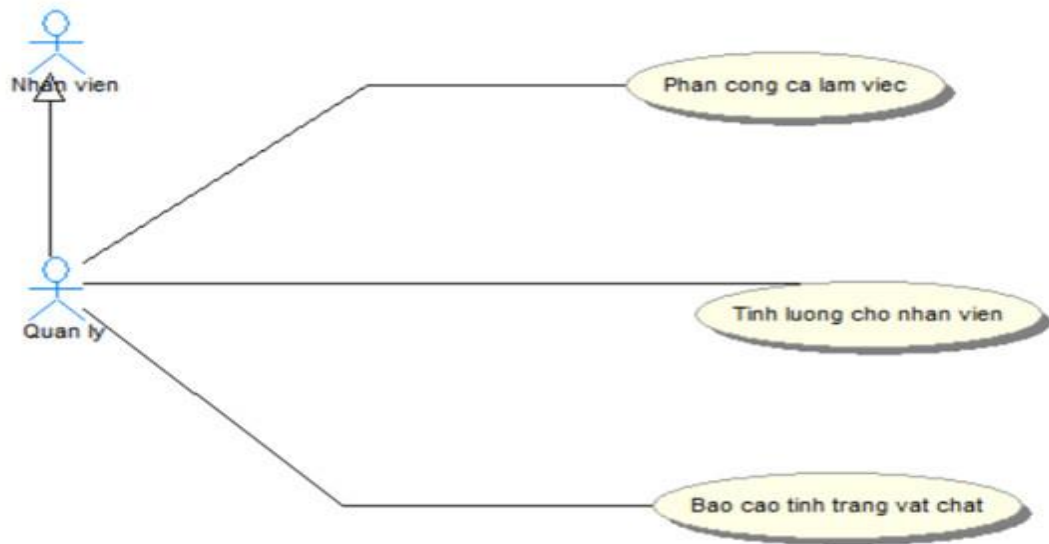 Nhan vien
Phan cong ca lam viec
Quan ly
Tinh luong cho nhan vien
Bao cao tinh trang vat chat